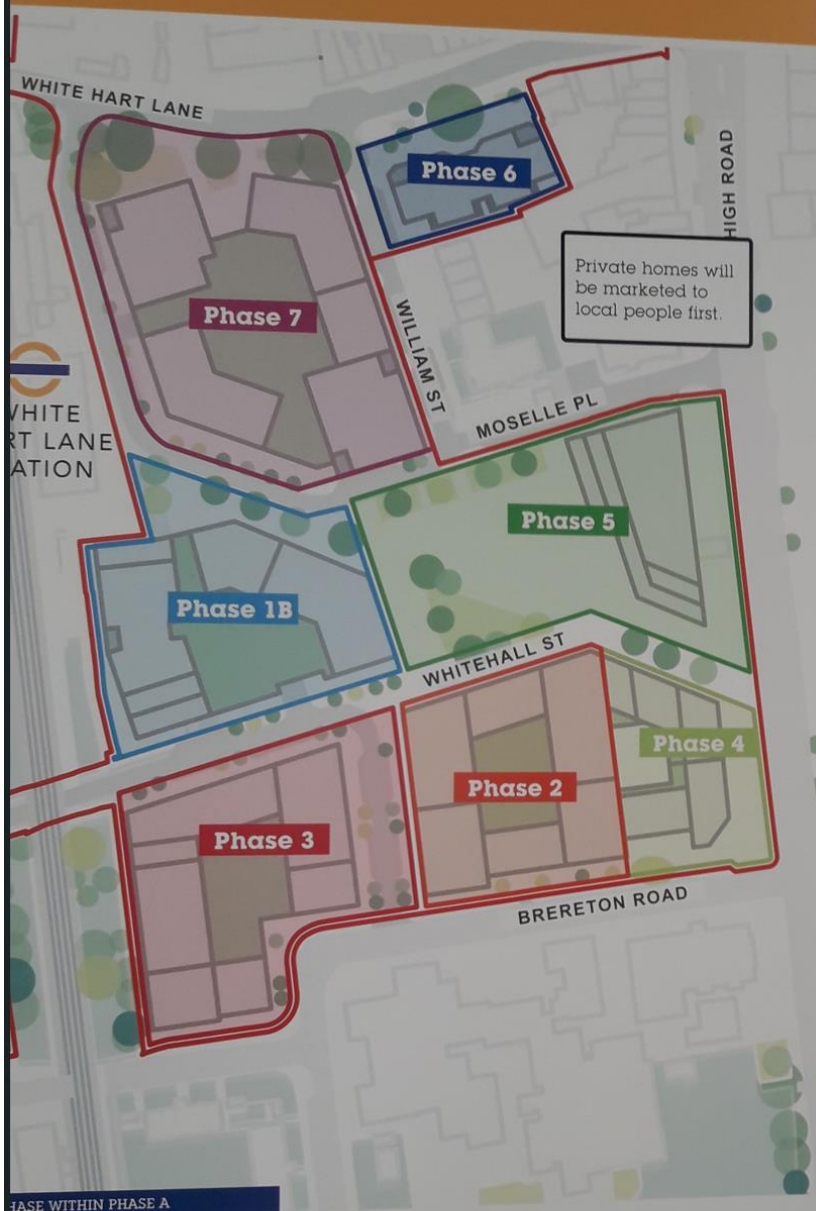 WHITE HART LANE
Phase 6
HIGH ROAD
Private homes will
be marketed to
local people first.
Phase 7
WILLIAM ST
VHITE
RT LANE
ATION
MOSELLE PL
Phase 5
Phase 1B
WHITEHALL ST
Phase 4
Phase 2
Phase 3
BRERETON ROAD
HASE WITHIN PHASE A